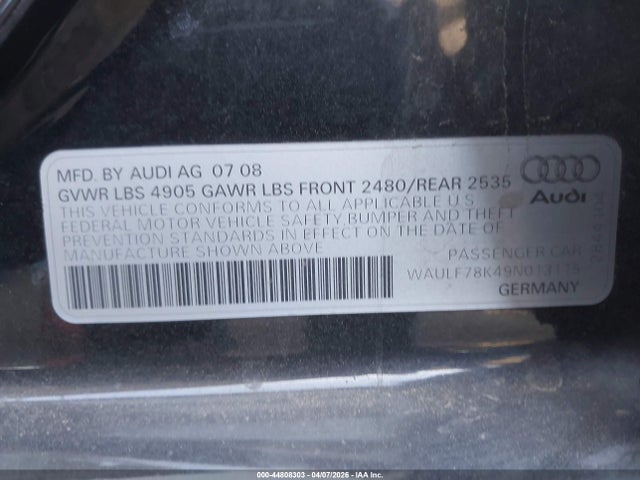 MFD. BY AUDI AG 07 08
GVWR LBS 4905 GAWR LBS FRONT 2480/REAR 2535
THIS VEHICLE CONFORMS TO ALL APPLICABLE U.S
FEDERAL MOTOR VEHICLE SAFETY BUMPER AND THEFT
PREVENTION STANDARDS IN EFFECT ON THE DATE OF
MANUFACTURE SHOWN ABOVE
Audi
PASSENGER CAR
WAULF78K49N013115
GERMANY
000-44808303 - 04/07/2026 - IAAI Inc.